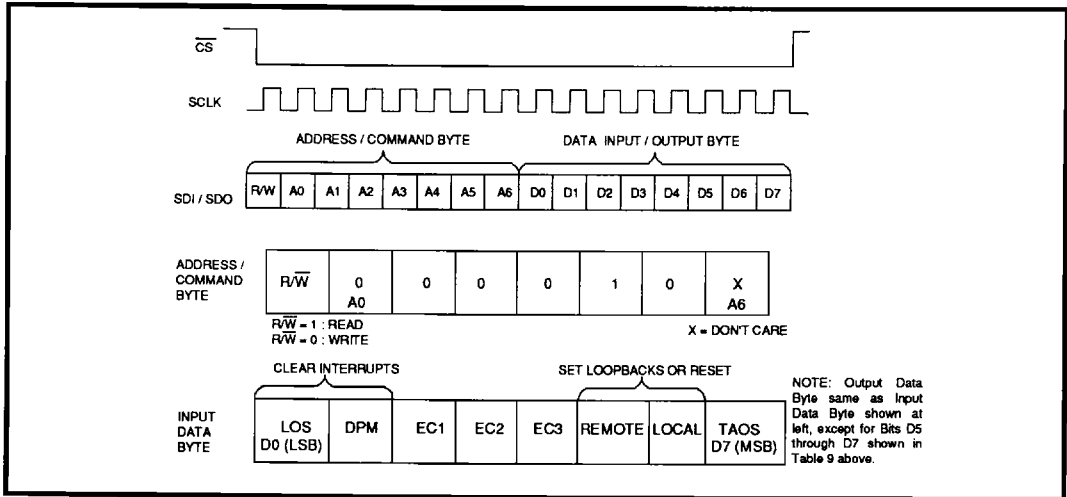 CS
SCLK
ADDRESS / COMMAND BYTE DATA INPUT / OUTPUT BYTE
SDI / SDO R/W A0 A1 A2 A3 A4 A5 A6 D0 D1 D2 D3 D4 D5 D6 D7
ADDRESS /
COMMAND
BYTE
R/W 0 0 0 0 1 0 X
A0 A6
R/W = 1 : READ
R/W = 0 : WRITE
X = DON'T CARE
CLEAR INTERRUPTS SET LOOPBACKS OR RESET
INPUT
DATA
BYTE
LOS DPM EC1 EC2 EC3 REMOTE LOCAL TAOS
D0 (LSB) D7 (MSB)
NOTE: Output Data
Byte same as Input
Data Byte shown at
left, except for Bits D5
through D7 shown in
Table 9 above.